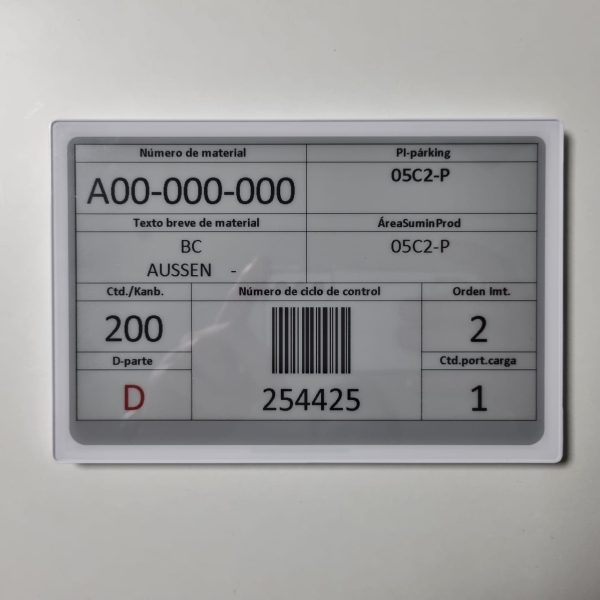 Número de material
PI-párking
A00-000-000
05C2-P
Texto breve de material
ÁreaSuminProd
BC
05C2-P
AUSSEN -
Ctd./Kanb.
Número de ciclo de control
Orden imt.
200
2
D-parte
Ctd.port.carga
D
254425
1